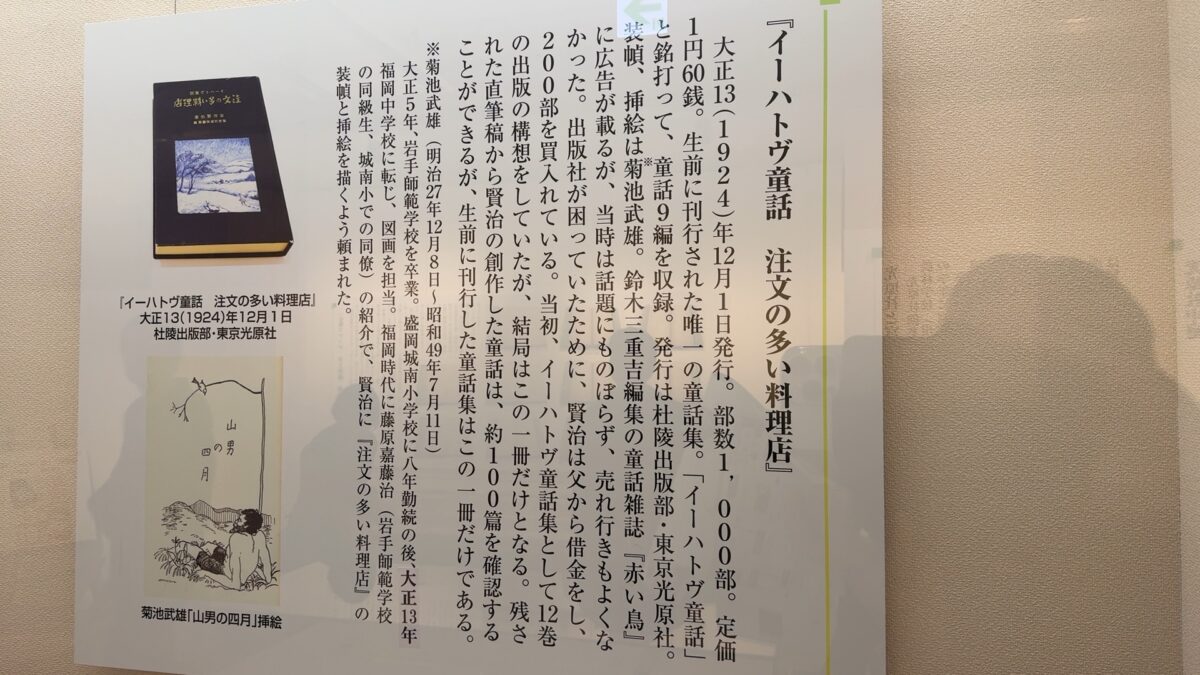 『イーハトヴ童話　注文の多い料理店』
大正13(1924)年12月1日発行。部数1,000部。定価
1円60銭。生前に刊行された唯一の童話集。「イーハトヴ童話」
と銘打って、童話9編を収録。発行は杜陵出版部・東京光原社。
装幀、挿絵は菊池武雄※。鈴木三重吉編集の童話雑誌『赤い鳥』
に広告が載るが、当時は話題にものぼらず、売れ行きもよくな
かった。出版社が困っていたために、賢治は父から借金をし、
200部を買入れている。当初、イーハトヴ童話集として12巻
の出版の構想をしていたが、結局はこの一冊だけとなる。残さ
れた直筆稿から賢治の創作した童話は、約100篇を確認する
ことができるが、生前に刊行した童話集はこの一冊だけである。
※菊池武雄（明治27年12月8日～昭和49年7月11日）
大正5年、岩手師範学校を卒業。盛岡城南小学校に八年勤続の後、大正13年
福岡中学校に転じ、図画を担当。福岡時代に藤原嘉藤治（岩手師範学校
の同級生、城南小での同僚）の紹介で、賢治に『注文の多い料理店』の
装幀と挿絵を描くよう頼まれた。
店理料い多の文注
『イーハトヴ童話　注文の多い料理店』
大正13(1924)年12月1日
杜陵出版部・東京光原社
山男
の
四月
菊池武雄「山男の四月」挿絵